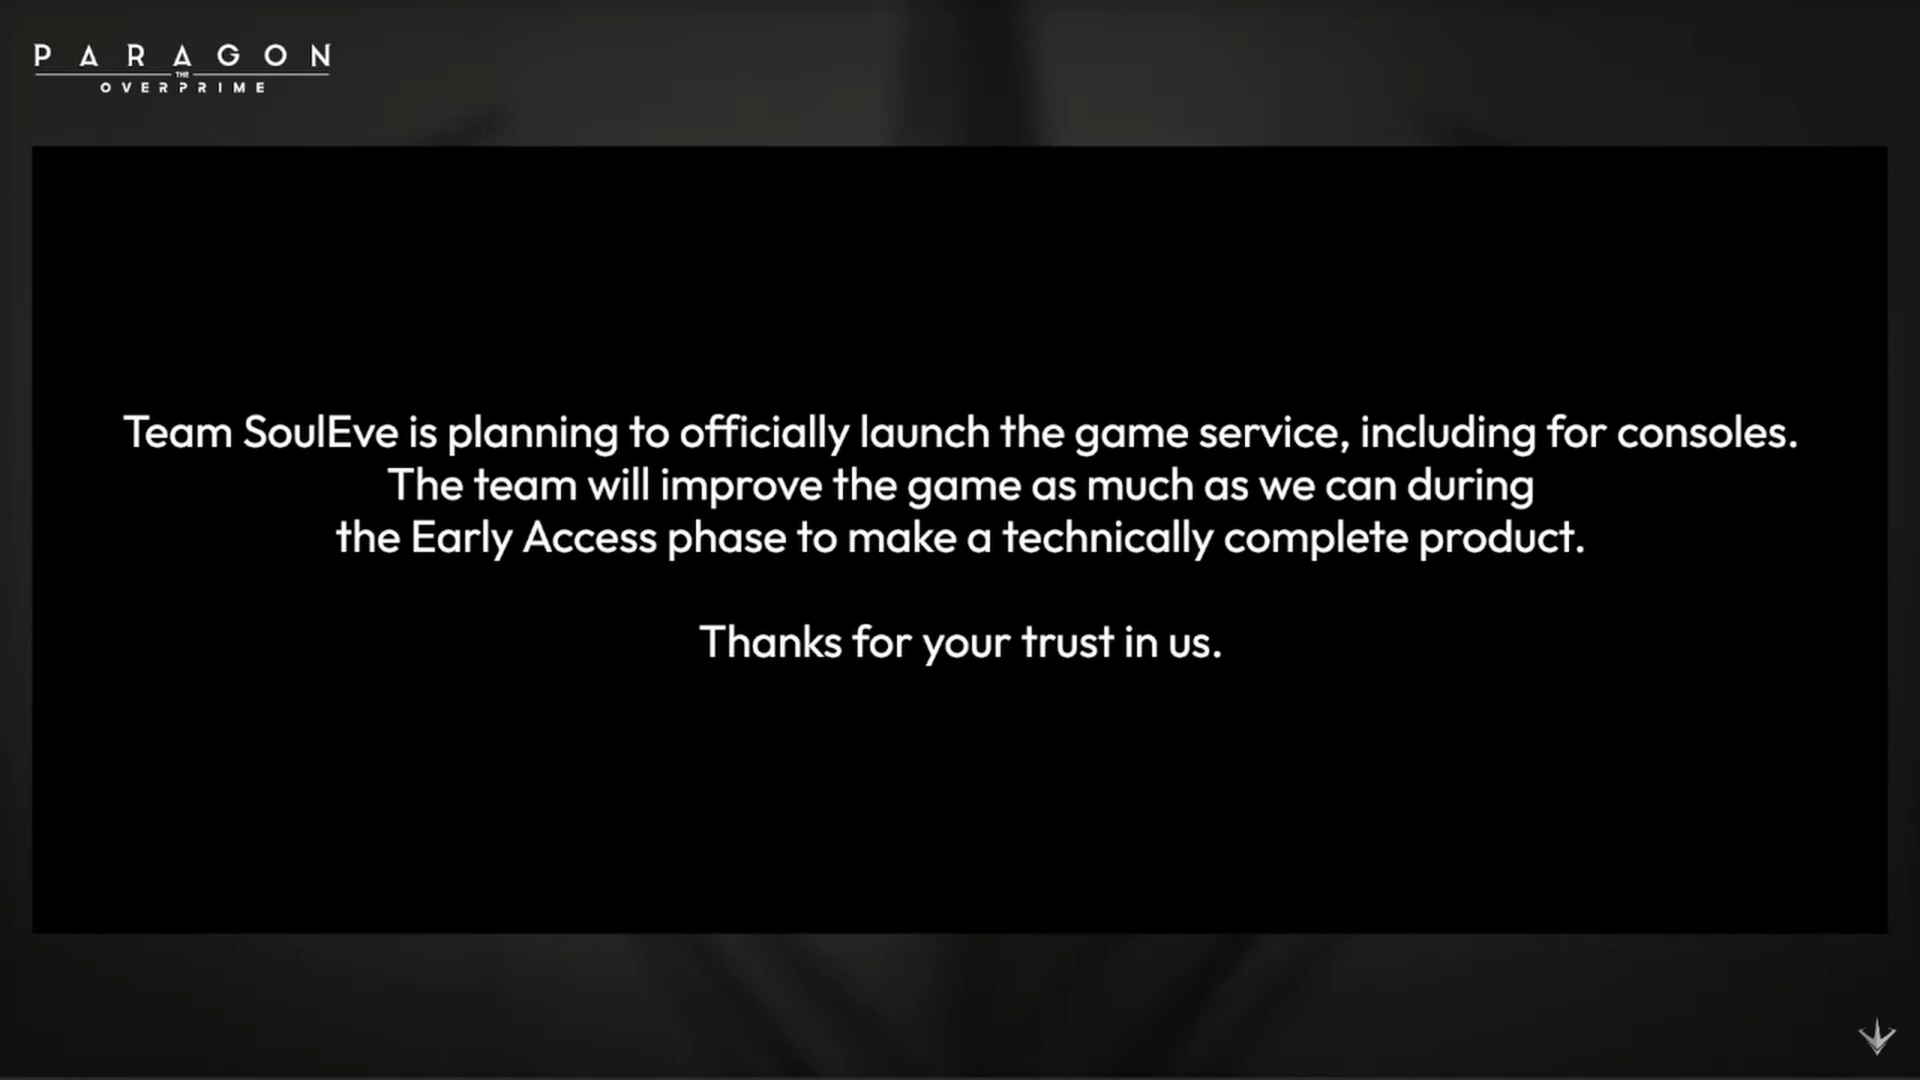 PARAGON
THE
OVERPRIME
Team SoulEve is planning to officially launch the game service, including for consoles.
The team will improve the game as much as we can during
the Early Access phase to make a technically complete product.
Thanks for your trust in us.